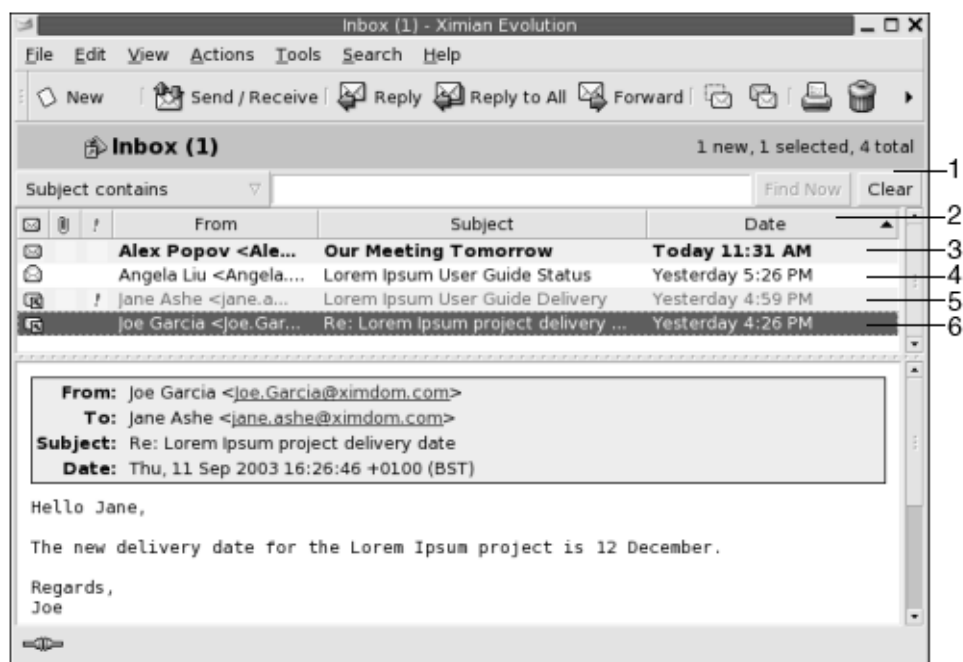 Inbox (1) - Ximian Evolution
File Edit View Actions Tools Search Help
New Send / Receive Reply Reply to All Forward
Inbox (1) 1 new, 1 selected, 4 total
1
Subject contains Find Now Clear
! From Subject Date 2
Alex Popov <Ale... Our Meeting Tomorrow Today 11:31 AM 3
Angela Liu <Angela.... Lorem Ipsum User Guide Status Yesterday 5:26 PM 4
! Jane Ashe <jane.a... Lorem Ipsum User Guide Delivery Yesterday 4:59 PM 5
Joe Garcia <Joe.Gar... Re: Lorem Ipsum project delivery ... Yesterday 4:26 PM 6
From: Joe Garcia <Joe.Garcia@ximdom.com>
To: Jane Ashe <jane.ashe@ximdom.com>
Subject: Re: Lorem Ipsum project delivery date
Date: Thu, 11 Sep 2003 16:26:46 +0100 (BST)
Hello Jane,
The new delivery date for the Lorem Ipsum project is 12 December.
Regards,
Joe